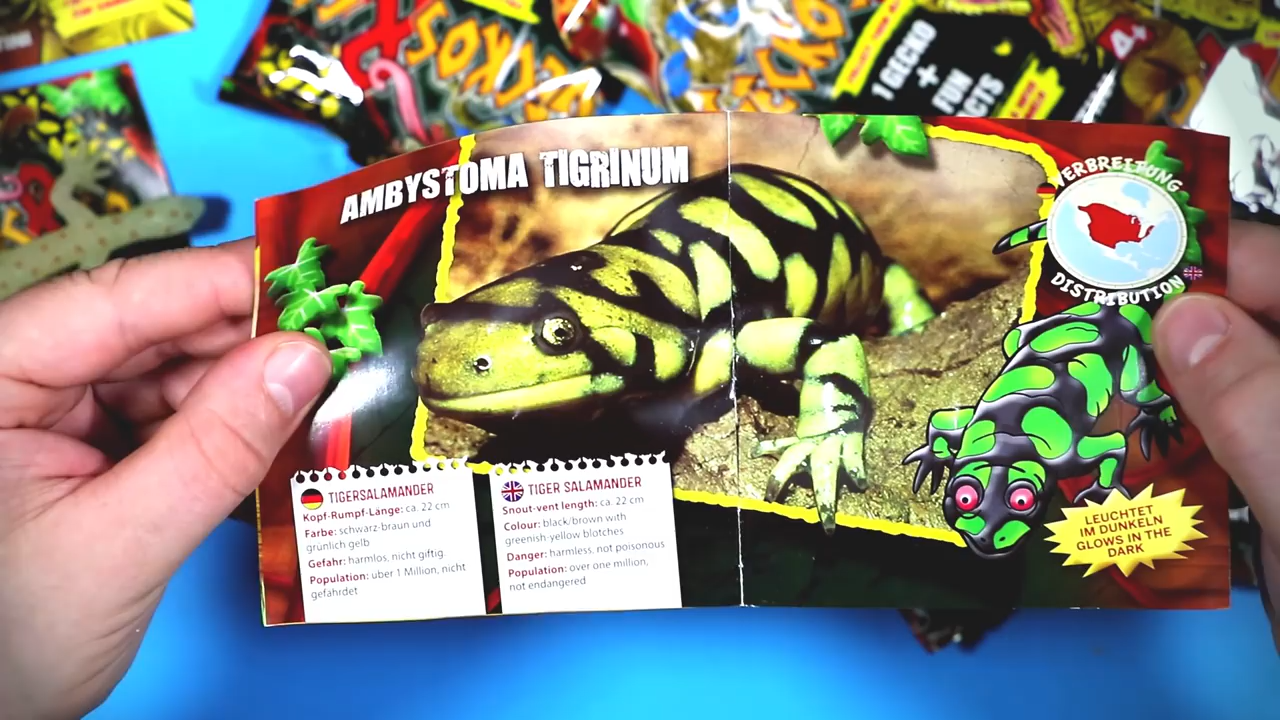 GECKOS
GECKO
1 GECKO
+
FUN
4+
AMBYSTOMA TIGRINUM
VERBREITUNG
DISTRIBUTION
TIGERSALAMANDER
Kopf-Rumpf-Länge: ca. 22 cm
Farbe: schwarz-braun und
grünlich gelb
Gefahr: harmlos, nicht giftig
Population: über 1 Million, nicht
gefährdet
TIGER SALAMANDER
Snout-vent length: ca. 22 cm
Colour: black/brown with
greenish-yellow blotches
Danger: harmless, not poisonous
Population: over one million,
not endangered
LEUCHTET
IM DUNKELN
GLOWS IN THE
DARK